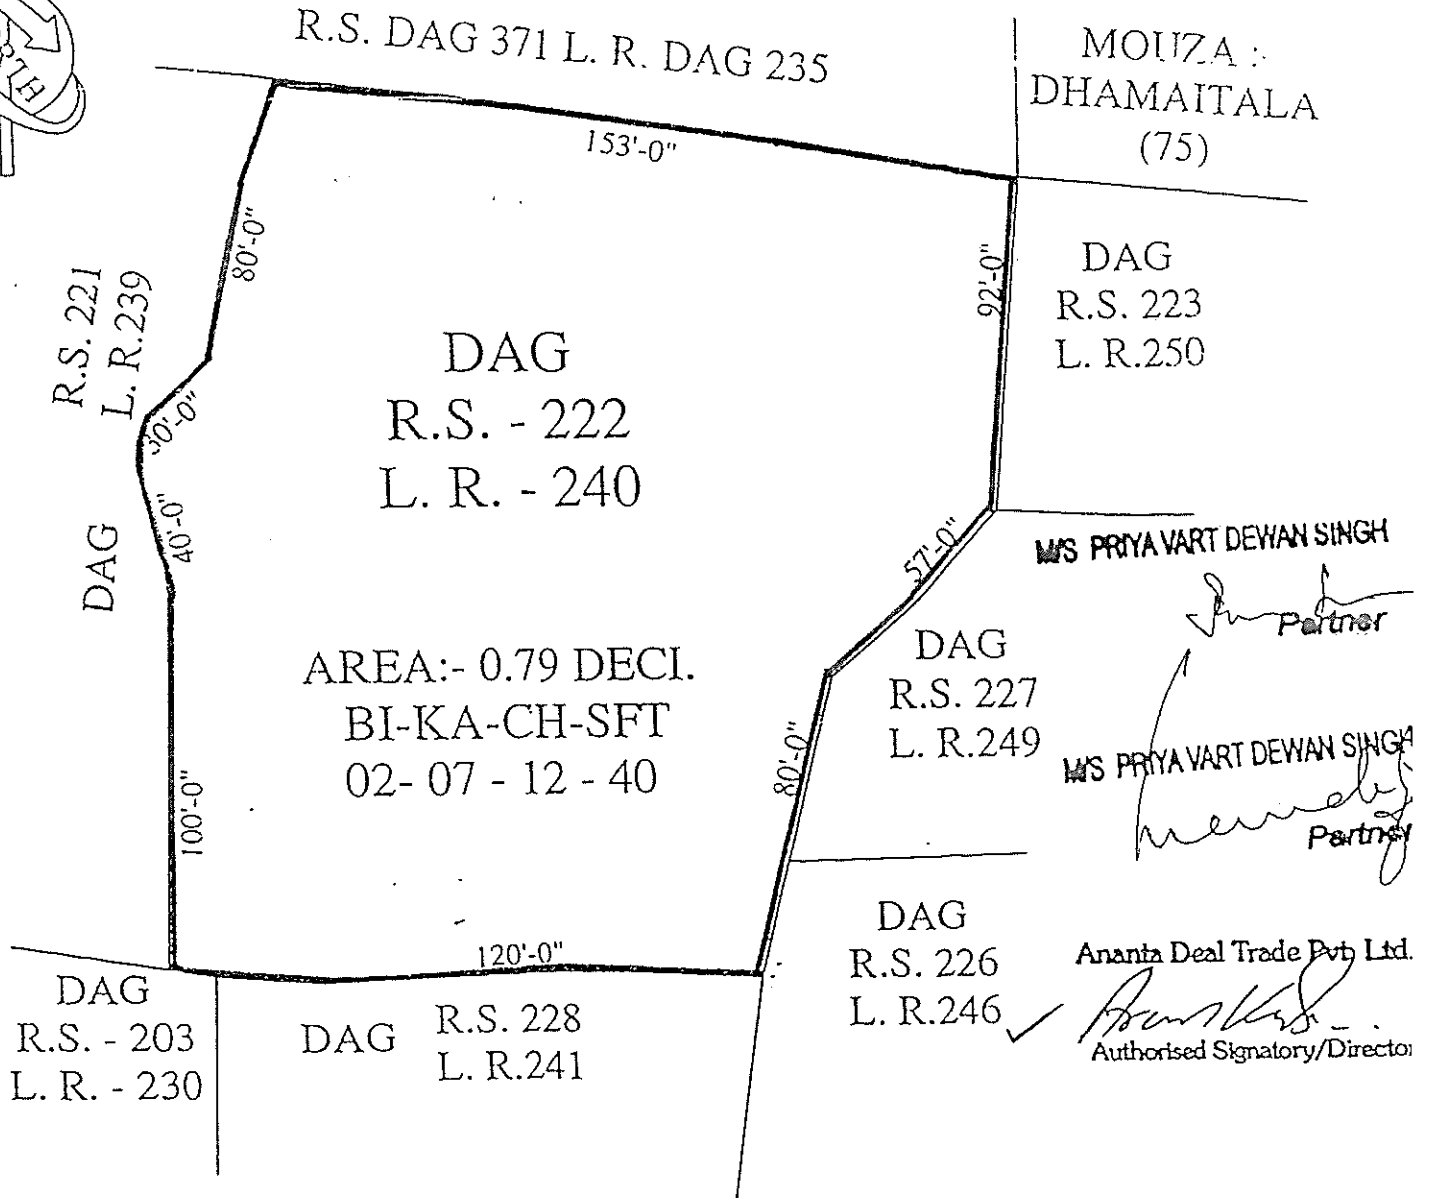 R.S. DAG 371 L. R. DAG 235
MOUZA :
DHAMAITALA
(75)
153'-0"
80'-0"
R.S. 221
L. R.239
DAG
30'-0"
40'-0"
100'-0"
92'-0"
DAG
R.S. 223
L. R.250
DAG
R.S. - 222
L. R. - 240
57'-0"
M/S PRIYA VART DEWAN SINGH
Partner
AREA:- 0.79 DECI.
BI-KA-CH-SFT
02- 07 - 12 - 40
DAG
R.S. 227
L. R.249
80'-0"
M/S PRIYA VART DEWAN SINGH
Partner
120'-0"
DAG
R.S. 226
L. R.246
Ananta Deal Trade Pvt Ltd.
Authorised Signatory/Director
DAG
R.S. - 203
L. R. - 230
DAG
R.S. 228
L. R.241